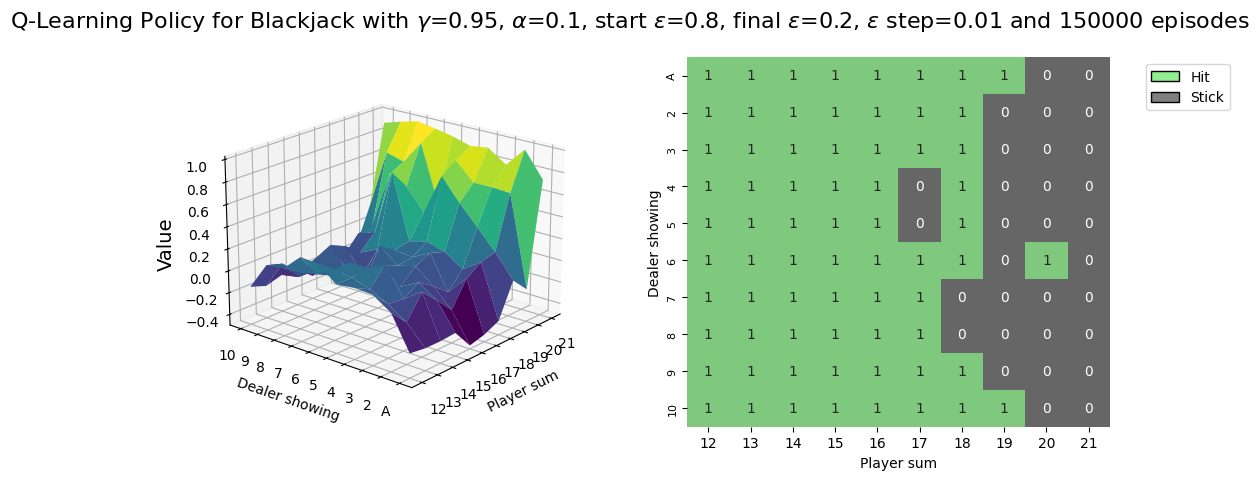 Q-Learning Policy for Blackjack with γ=0.95, α=0.1, start ε=0.8, final ε=0.2, ε step=0.01 and 150000 episodes
1.0
0.8
0.6
0.4
0.2
0.0
−0.2
−0.4
Value
10 9 8 7 6 5 4 3 2 A
Dealer showing
12 13 14 15 16 17 18 19 20 21
Player sum
Dealer showing
A 1 1 1 1 1 1 1 1 0 0
2 1 1 1 1 1 1 1 0 0 0
3 1 1 1 1 1 1 1 0 0 0
4 1 1 1 1 1 0 1 0 0 0
5 1 1 1 1 1 0 1 0 0 0
6 1 1 1 1 1 1 1 0 1 0
7 1 1 1 1 1 1 0 0 0 0
8 1 1 1 1 1 1 0 0 0 0
9 1 1 1 1 1 1 1 0 0 0
10 1 1 1 1 1 1 1 1 0 0
12 13 14 15 16 17 18 19 20 21
Player sum
Hit
Stick